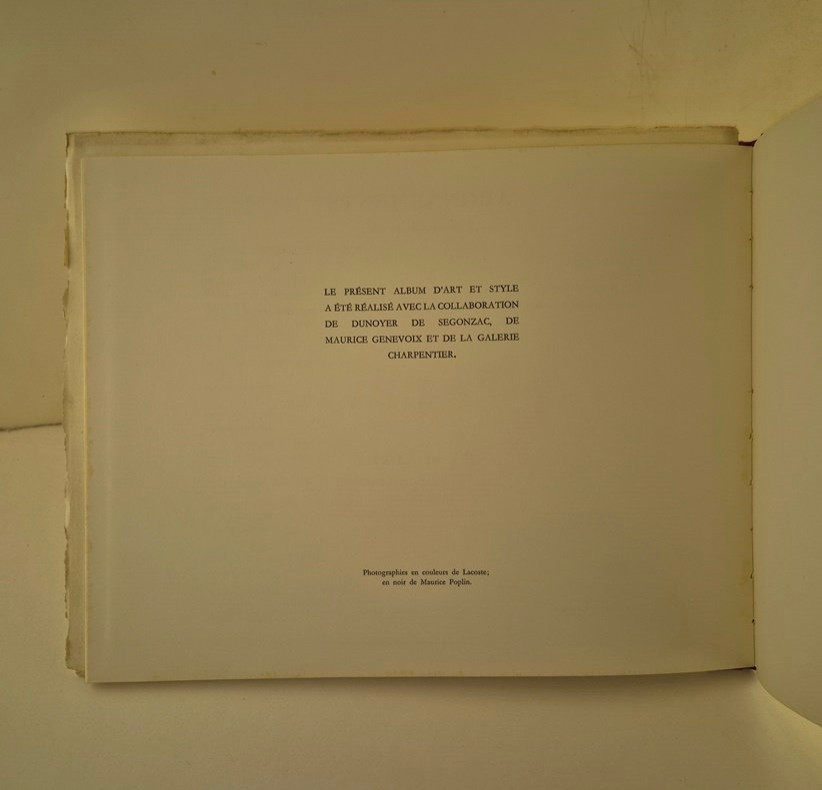 LE PRÉSENT ALBUM D'ART ET STYLE
A ÉTÉ RÉALISÉ AVEC LA COLLABORATION
DE DUNOYER DE SEGONZAC, DE
MAURICE GENEVOIX ET DE LA GALERIE
CHARPENTIER.
Photographies en couleurs de Lacoste;
en noir de Maurice Poplin.